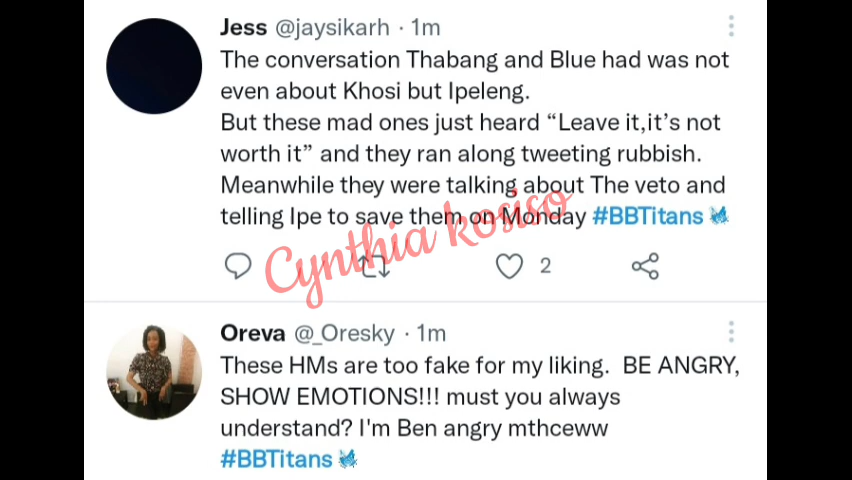 Jess @jaysikarh · 1m
The conversation Thabang and Blue had was not
even about Khosi but Ipeleng.
But these mad ones just heard “Leave it,it’s not
worth it” and they ran along tweeting rubbish.
Meanwhile they were talking about The veto and
telling Ipe to save them on Monday #BBTitans
2
Cynthia kosiso
Oreva @_Oresky · 1m
These HMs are too fake for my liking.  BE ANGRY,
SHOW EMOTIONS!!! must you always
understand? I'm Ben angry mthceww
#BBTitans